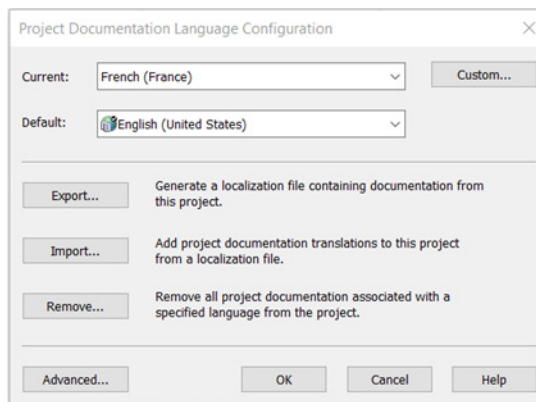 Project Documentation Language Configuration
Current: French (France) Custom...
Default: English (United States)
Export... Generate a localization file containing documentation from
this project.
Import... Add project documentation translations to this project
from a localization file.
Remove... Remove all project documentation associated with a
specified language from the project.
Advanced... OK Cancel Help